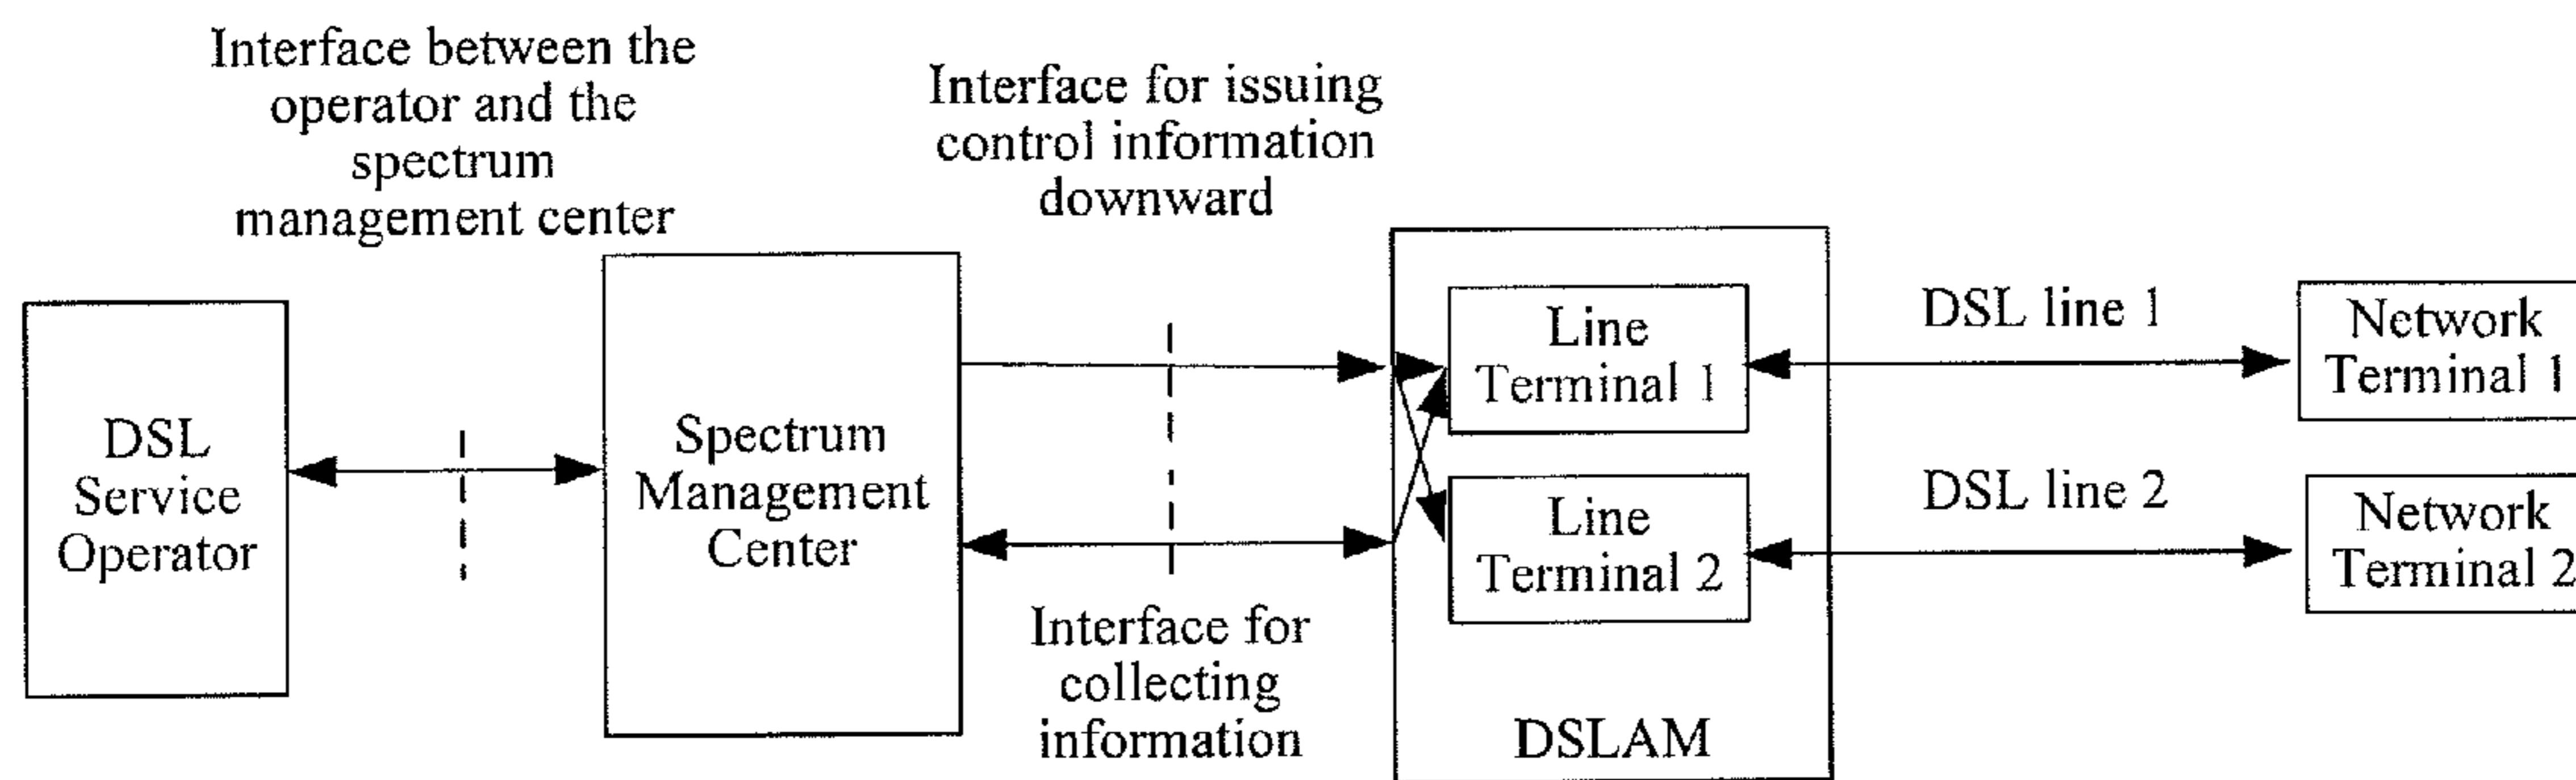 Interface between the
operator and the
spectrum
management center
Interface for issuing
control information
downward
DSL
Service
Operator
Spectrum
Management
Center
Interface for
collecting
information
Line
Terminal 1
Line
Terminal 2
DSLAM
DSL line 1
DSL line 2
Network
Terminal 1
Network
Terminal 2